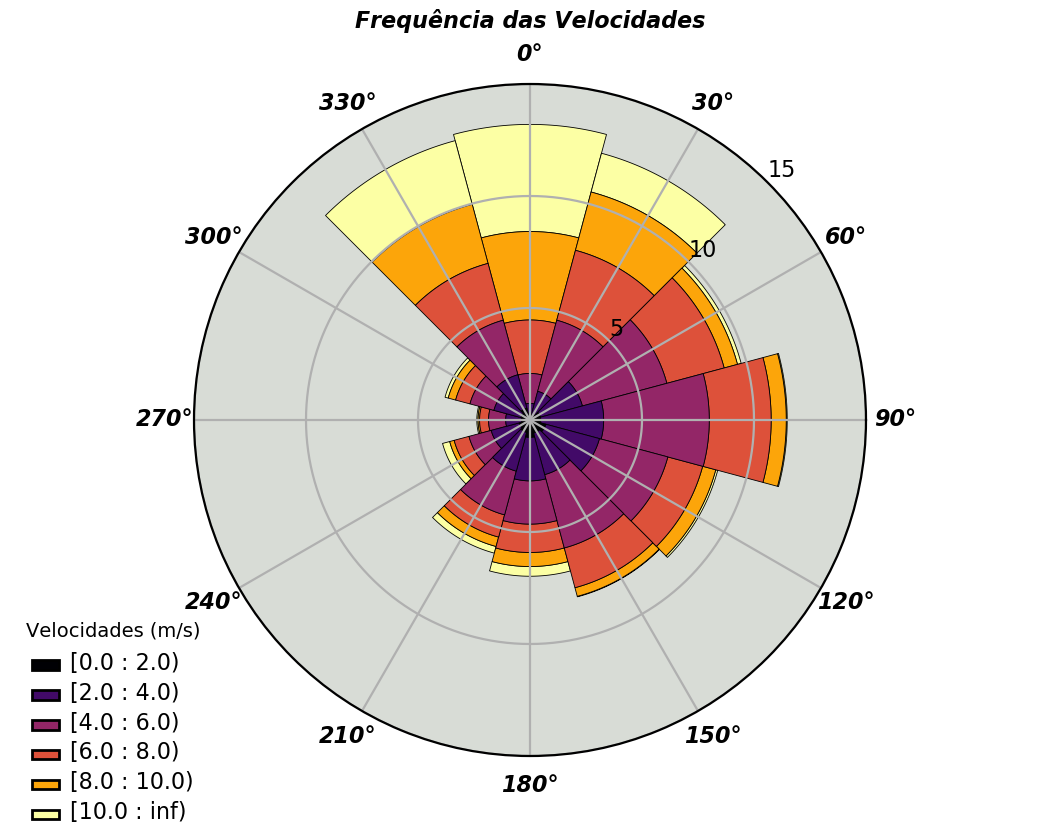 Frequência das Velocidades
0°
330°
30°
15
300°
60°
10
5
270°
90°
240°
120°
210°
150°
180°
Velocidades (m/s)
[0.0 : 2.0)
[2.0 : 4.0)
[4.0 : 6.0)
[6.0 : 8.0)
[8.0 : 10.0)
[10.0 : inf)